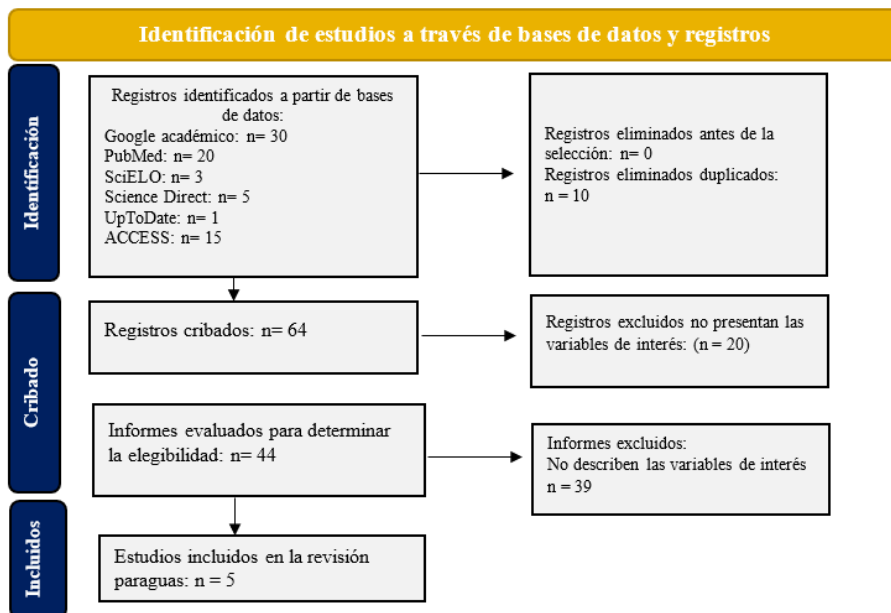 Identificación de estudios a través de bases de datos y registros
Identificación
Registros identificados a partir de bases
de datos:
Google académico: n= 30
PubMed: n= 20
SciELO: n= 3
Science Direct: n= 5
UpToDate: n= 1
ACCESS: n= 15
Registros eliminados antes de la
selección: n= 0
Registros eliminados duplicados:
n = 10
Cribado
Registros cribados: n= 64
Registros excluidos no presentan las
variables de interés: (n = 20)
Informes evaluados para determinar
la elegibilidad: n= 44
Informes excluidos:
No describen las variables de interés
n = 39
Incluidos
Estudios incluidos en la revisión
paraguas: n = 5